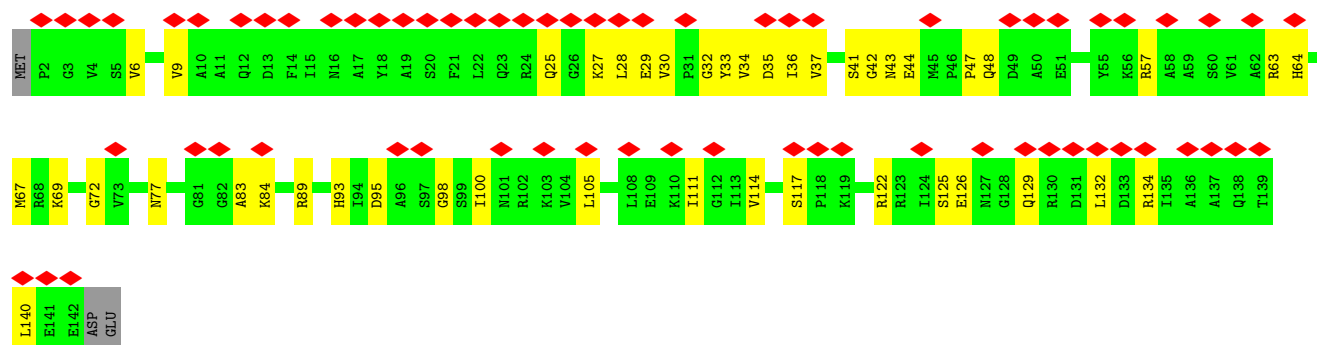 MET P2 G3 V4 S5 V6 V9 A10 A11 Q12 D13 F14 I15 N16 A17 Y18 A19 S20 F21 L22 Q23 R24 Q25 G26 K27 L28 E29 V30 P31 G32 Y33 V34 D35 I36 V37 S41 G42 N43 E44 M45 P46 P47 Q48 D49 A50 E51 Y55 K56 R57 A58 A59 S60 V61 A62 R63 H64
M67 R68 K69 G72 V73 N77 G81 G82 A83 K84 R89 H93 I94 D95 A96 S97 G98 S99 I100 N101 R102 K103 V104 L105 L108 E109 K110 I111 G112 I113 V114 S117 P118 K119 R122 R123 I124 S125 E126 N127 G128 Q129 R130 D131 L132 D133 R134 I135 A136 A137 Q138 T139
L140 E141 E142 ASP GLU